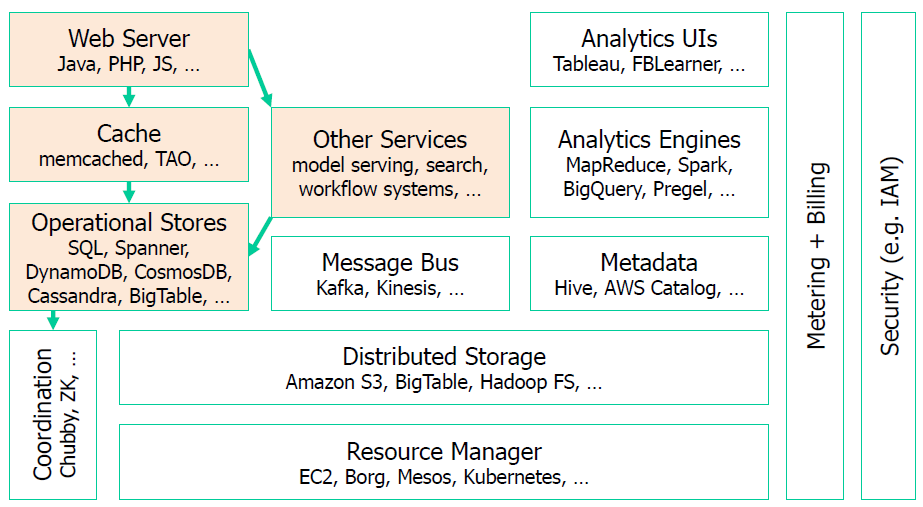 Web Server
Java, PHP, JS, …
Analytics UIs
Tableau, FBLearner, …
Cache
memcached, TAO, …
Other Services
model serving, search,
workflow systems, …
Analytics Engines
MapReduce, Spark,
BigQuery, Pregel, …
Operational Stores
SQL, Spanner,
DynamoDB, CosmosDB,
Cassandra, BigTable, …
Message Bus
Kafka, Kinesis, …
Metadata
Hive, AWS Catalog, …
Coordination
Chubby, ZK, …
Distributed Storage
Amazon S3, BigTable, Hadoop FS, …
Resource Manager
EC2, Borg, Mesos, Kubernetes, …
Metering + Billing
Security (e.g. IAM)